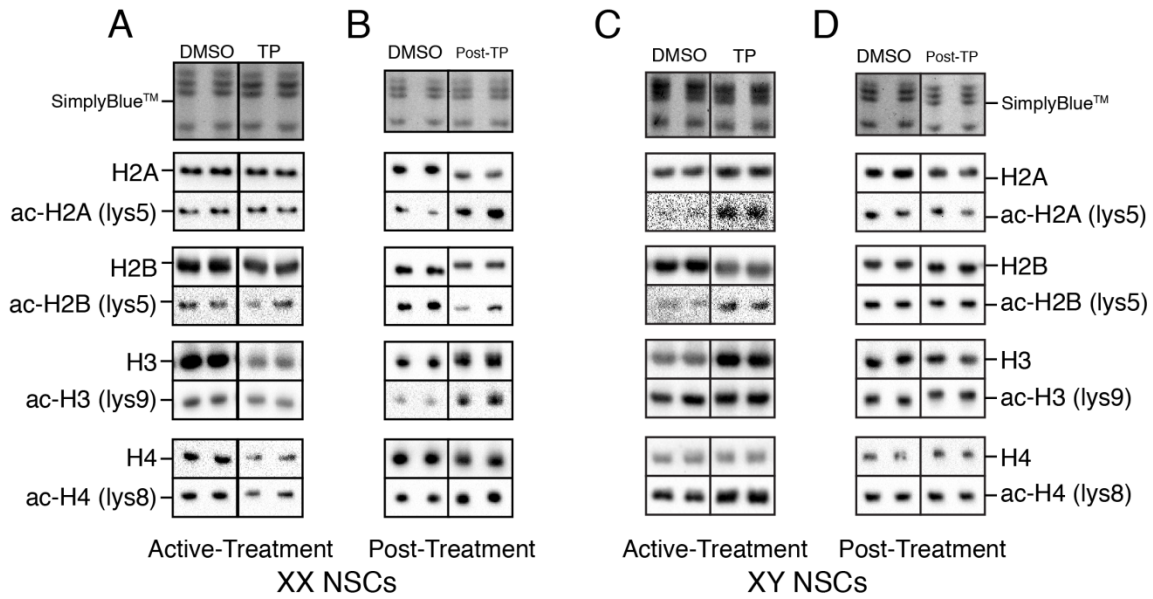 A
B
C
D
DMSO TP
DMSO Post-TP
DMSO TP
DMSO Post-TP
SimplyBlue™
SimplyBlue™
H2A
H2A
ac-H2A (lys5)
ac-H2A (lys5)
H2B
H2B
ac-H2B (lys5)
ac-H2B (lys5)
H3
H3
ac-H3 (lys9)
ac-H3 (lys9)
H4
H4
ac-H4 (lys8)
ac-H4 (lys8)
Active-Treatment
Post-Treatment
Active-Treatment
Post-Treatment
XX NSCs
XY NSCs